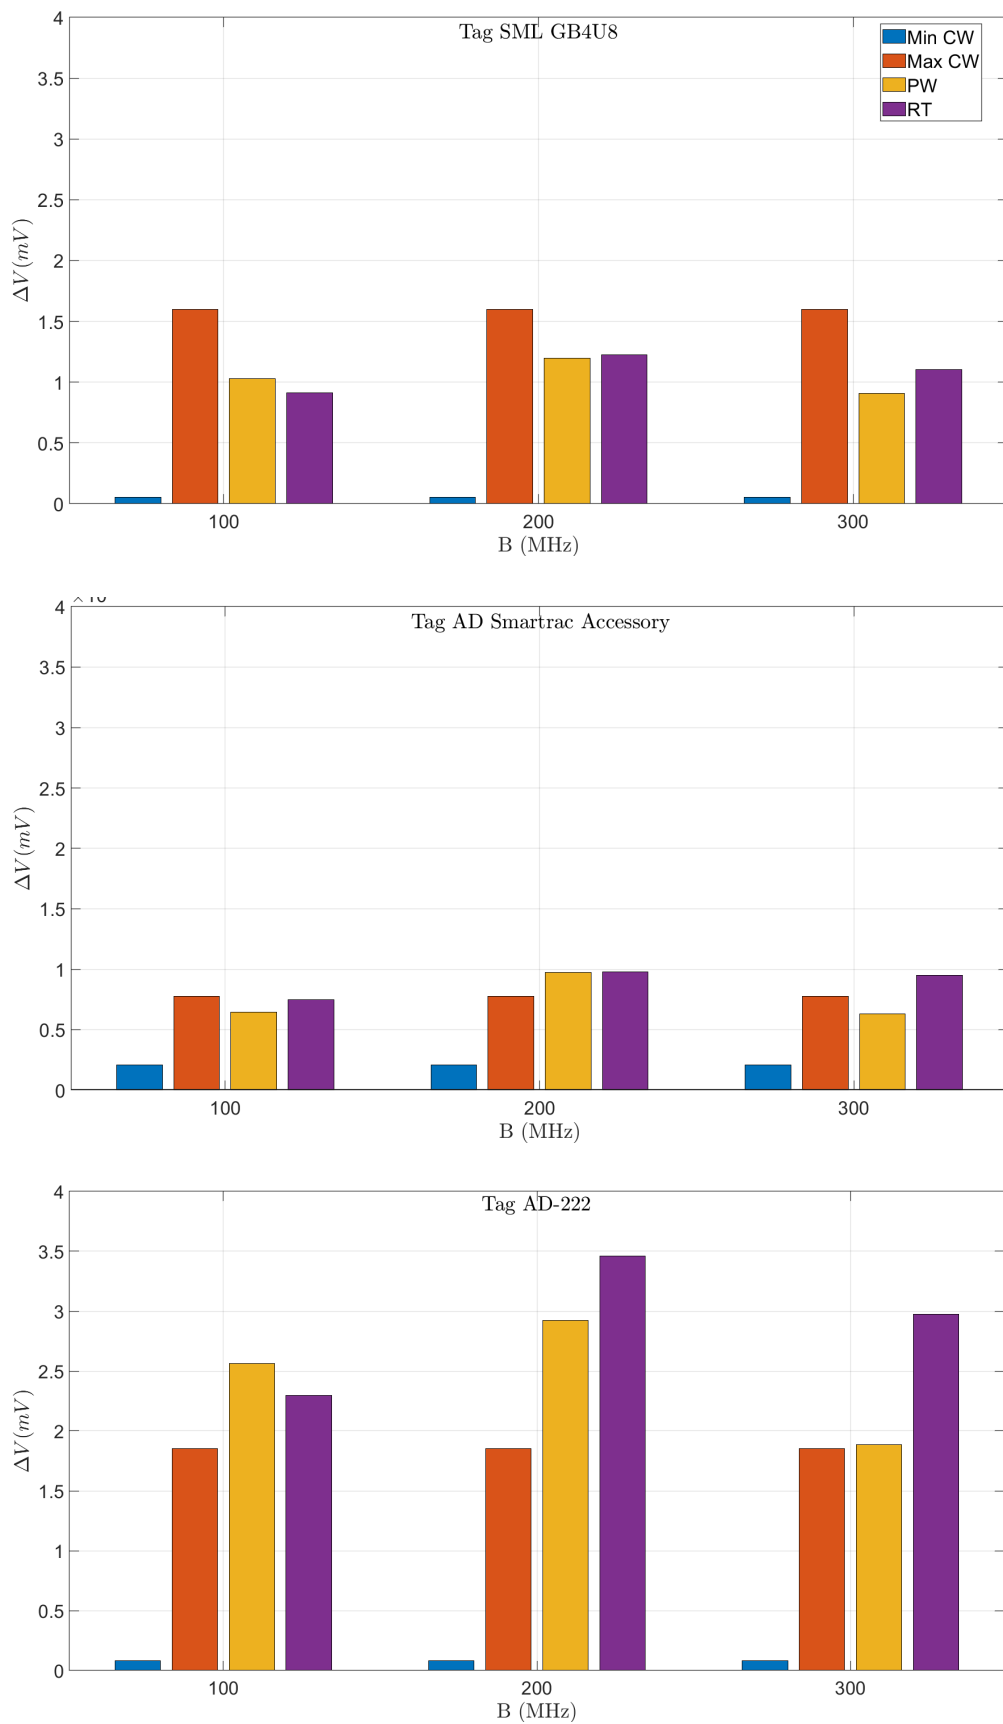 Tag SML GB4U8
Min CW
Max CW
PW
RT
4
3.5
3
2.5
2
1.5
1
0.5
0
ΔV(mV)
100 200 300
B (MHz)
Tag AD Smartrac Accessory
4
3.5
3
2.5
2
1.5
1
0.5
0
ΔV(mV)
100 200 300
B (MHz)
Tag AD-222
4
3.5
3
2.5
2
1.5
1
0.5
0
ΔV(mV)
100 200 300
B (MHz)